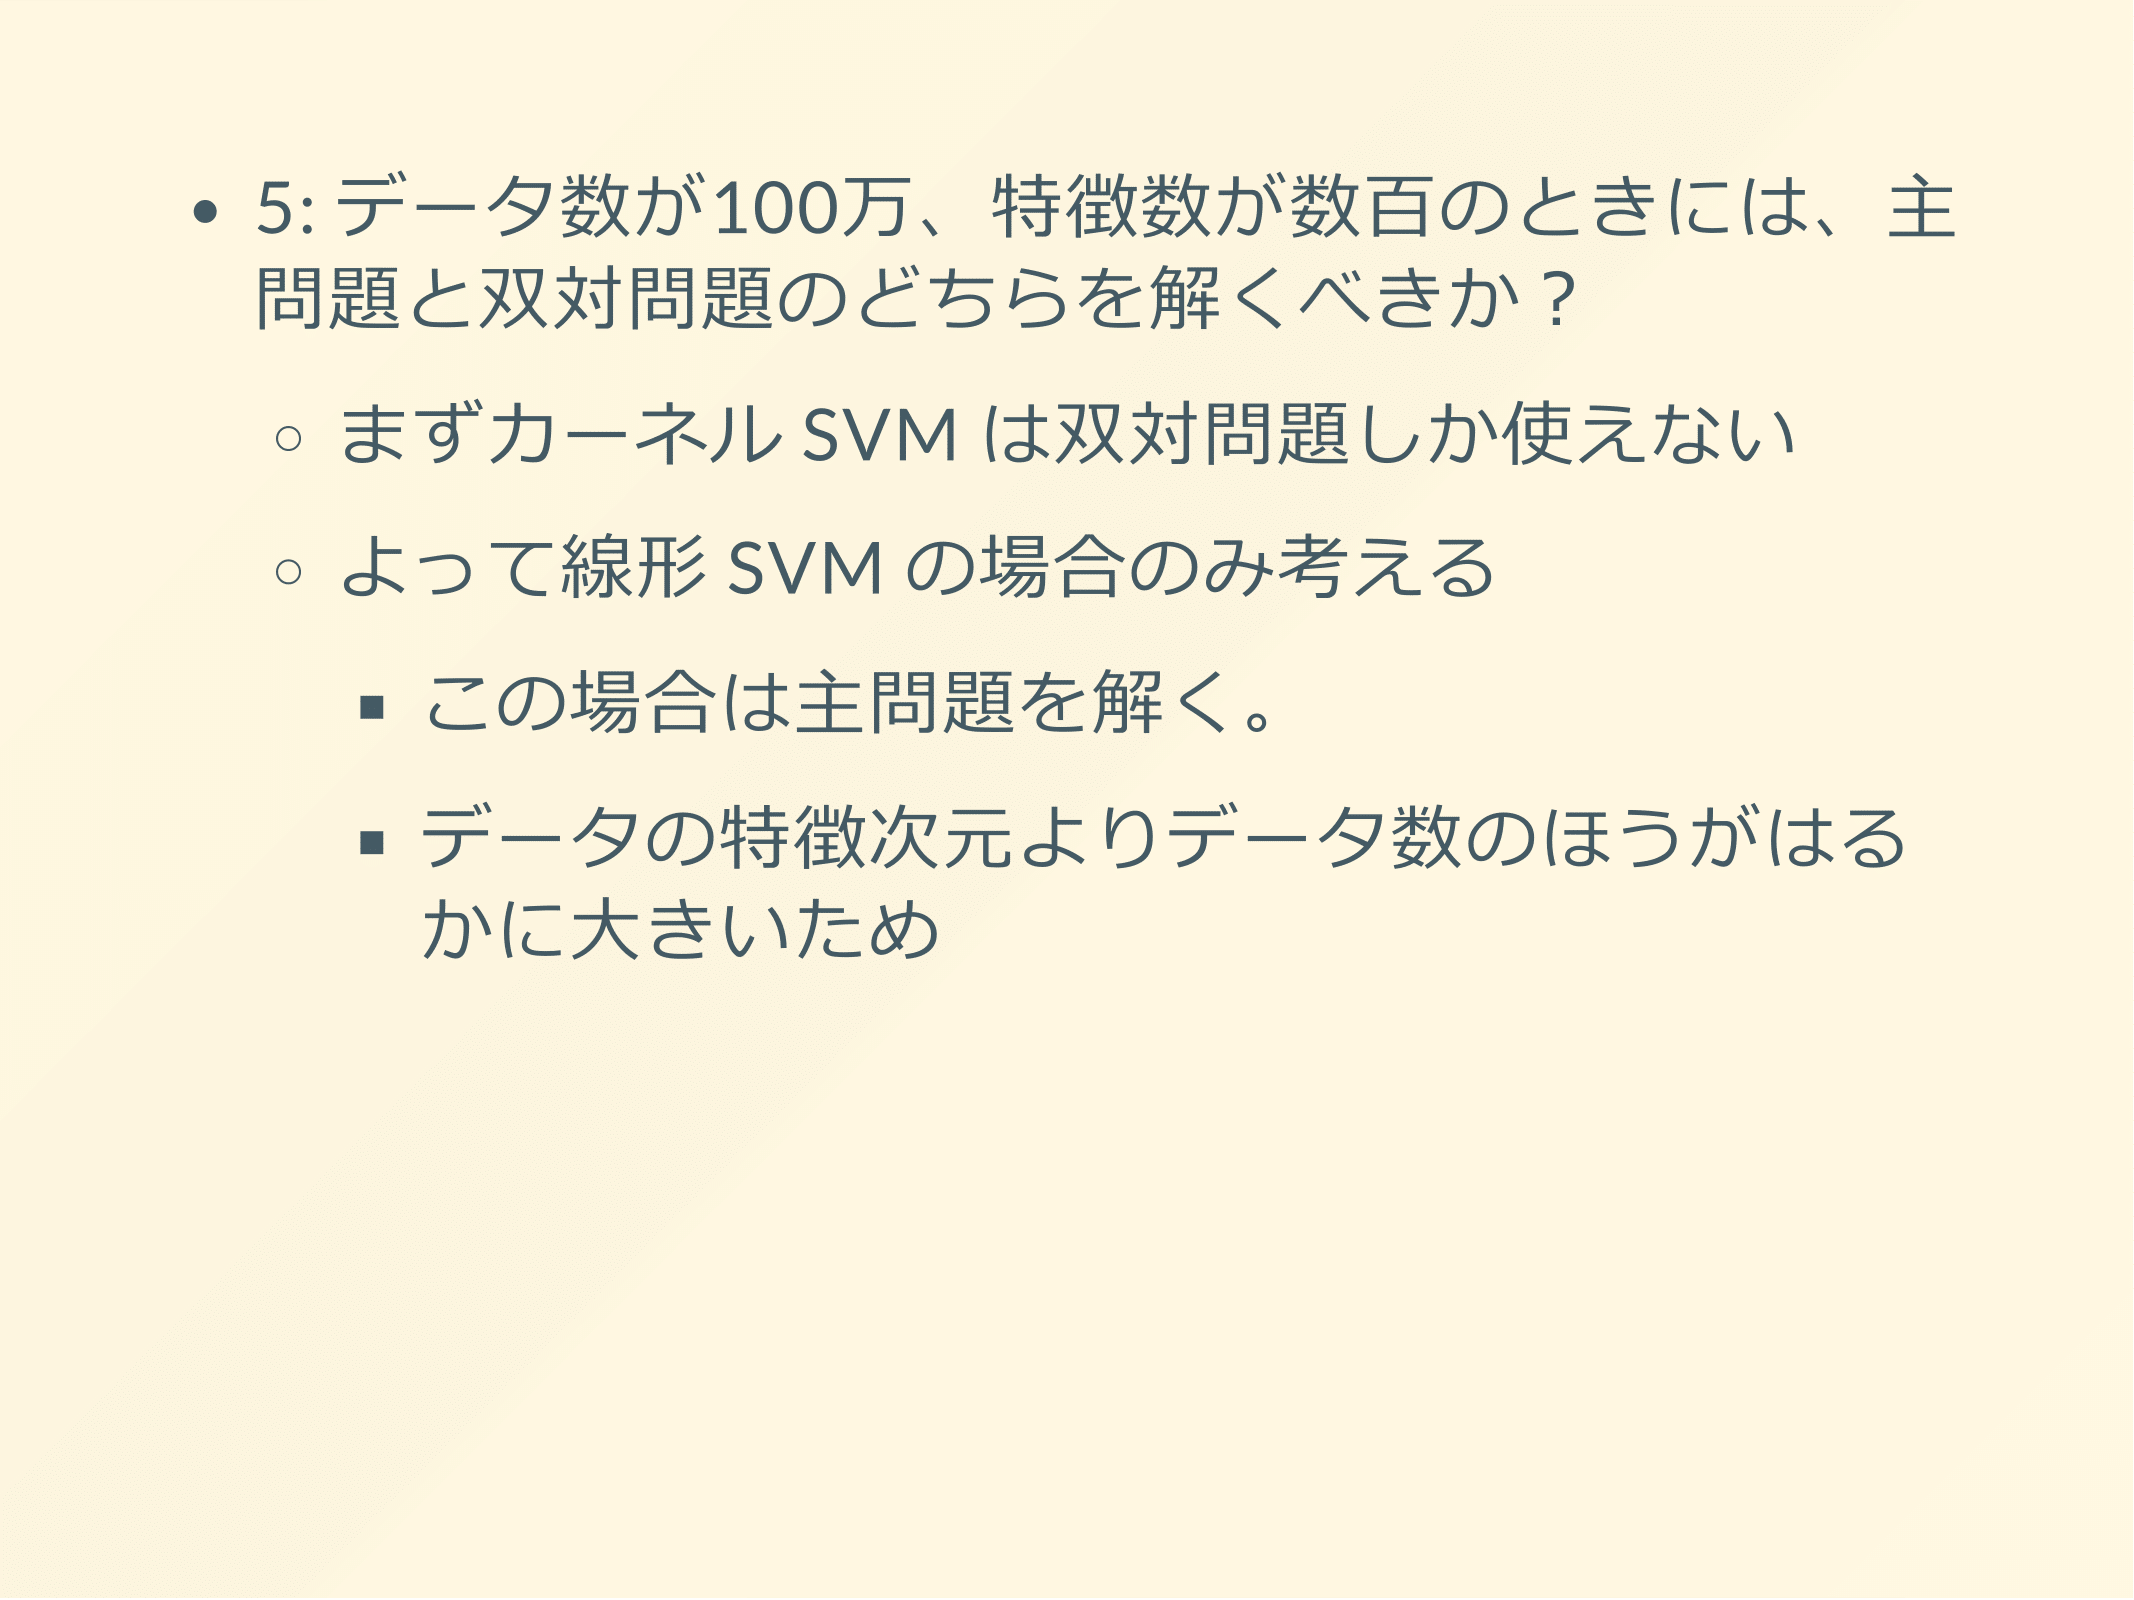 • 5: データ数が100万、特徴数が数百のときには、主
問題と双対問題のどちらを解くべきか？
○ まずカーネル SVM は双対問題しか使えない
○ よって線形 SVM の場合のみ考える
■ この場合は主問題を解く。
■ データの特徴次元よりデータ数のほうがはる
かに大きいため